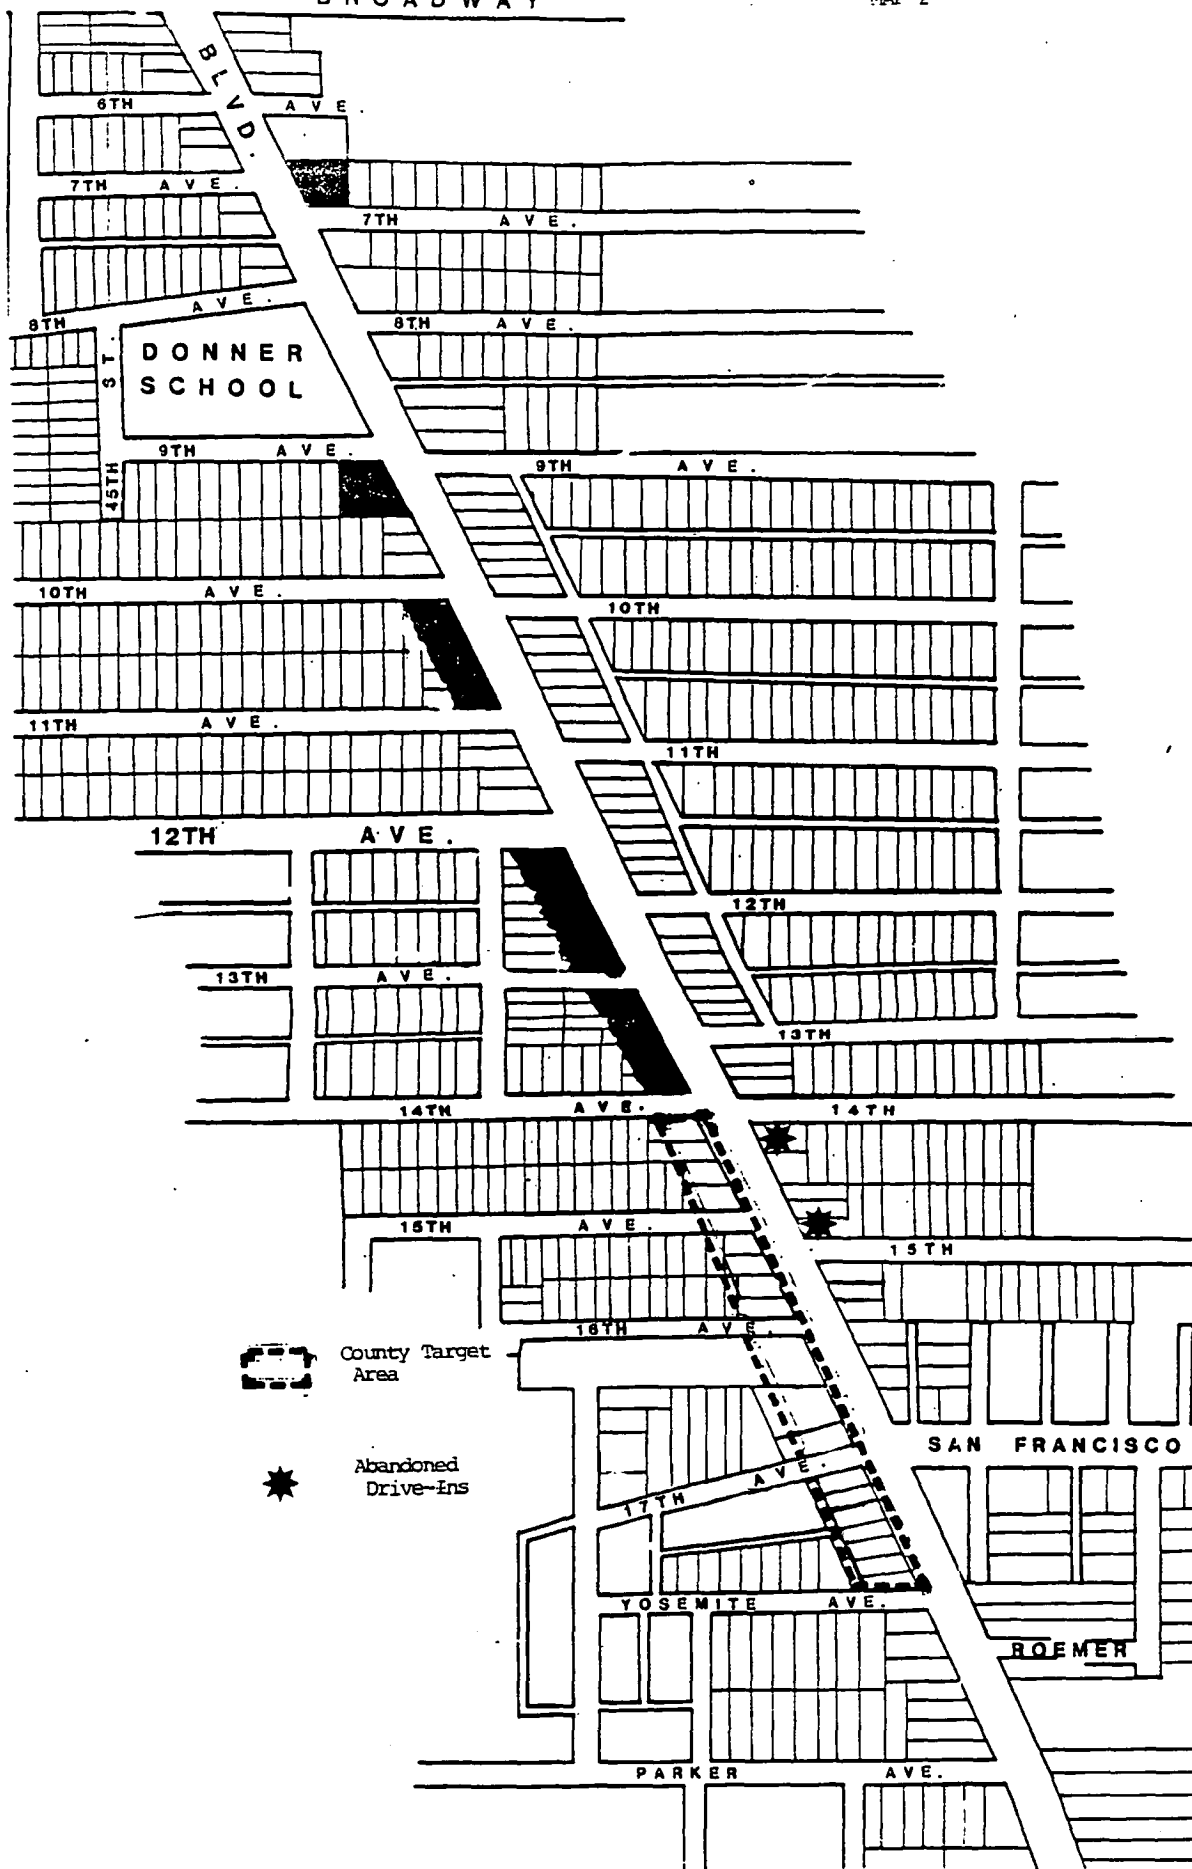 BROADWAY
MAP 2
BLVD.
6TH AVE.
7TH AVE.
7TH AVE.
8TH AVE.
8TH AVE.
DONNER
SCHOOL
45TH ST.
9TH AVE.
9TH AVE.
10TH AVE.
10TH
11TH AVE.
11TH
12TH AVE.
12TH
13TH AVE.
13TH
14TH AVE.
14TH
15TH AVE.
15TH
16TH AVE.
County Target
Area
SAN FRANCISCO
Abandoned
Drive-Ins
17TH AVE.
YOSEMITE AVE.
ROEMER
PARKER AVE.